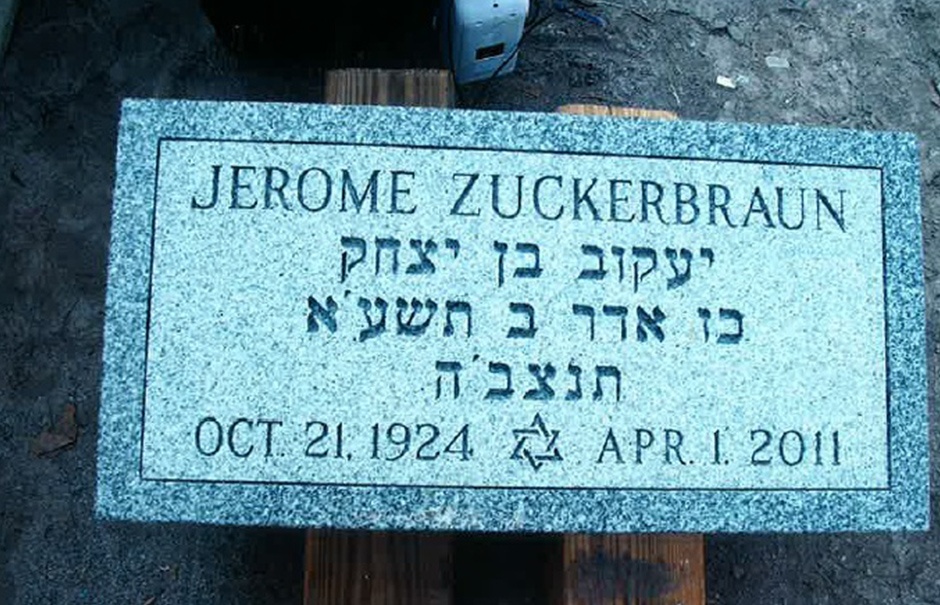 JEROME ZUCKERBRAUN
יעקוב בן יצחק
כז אדר ב תשע'א
תנצב'ה
OCT. 21, 1924 ✡ APR. 1. 2011